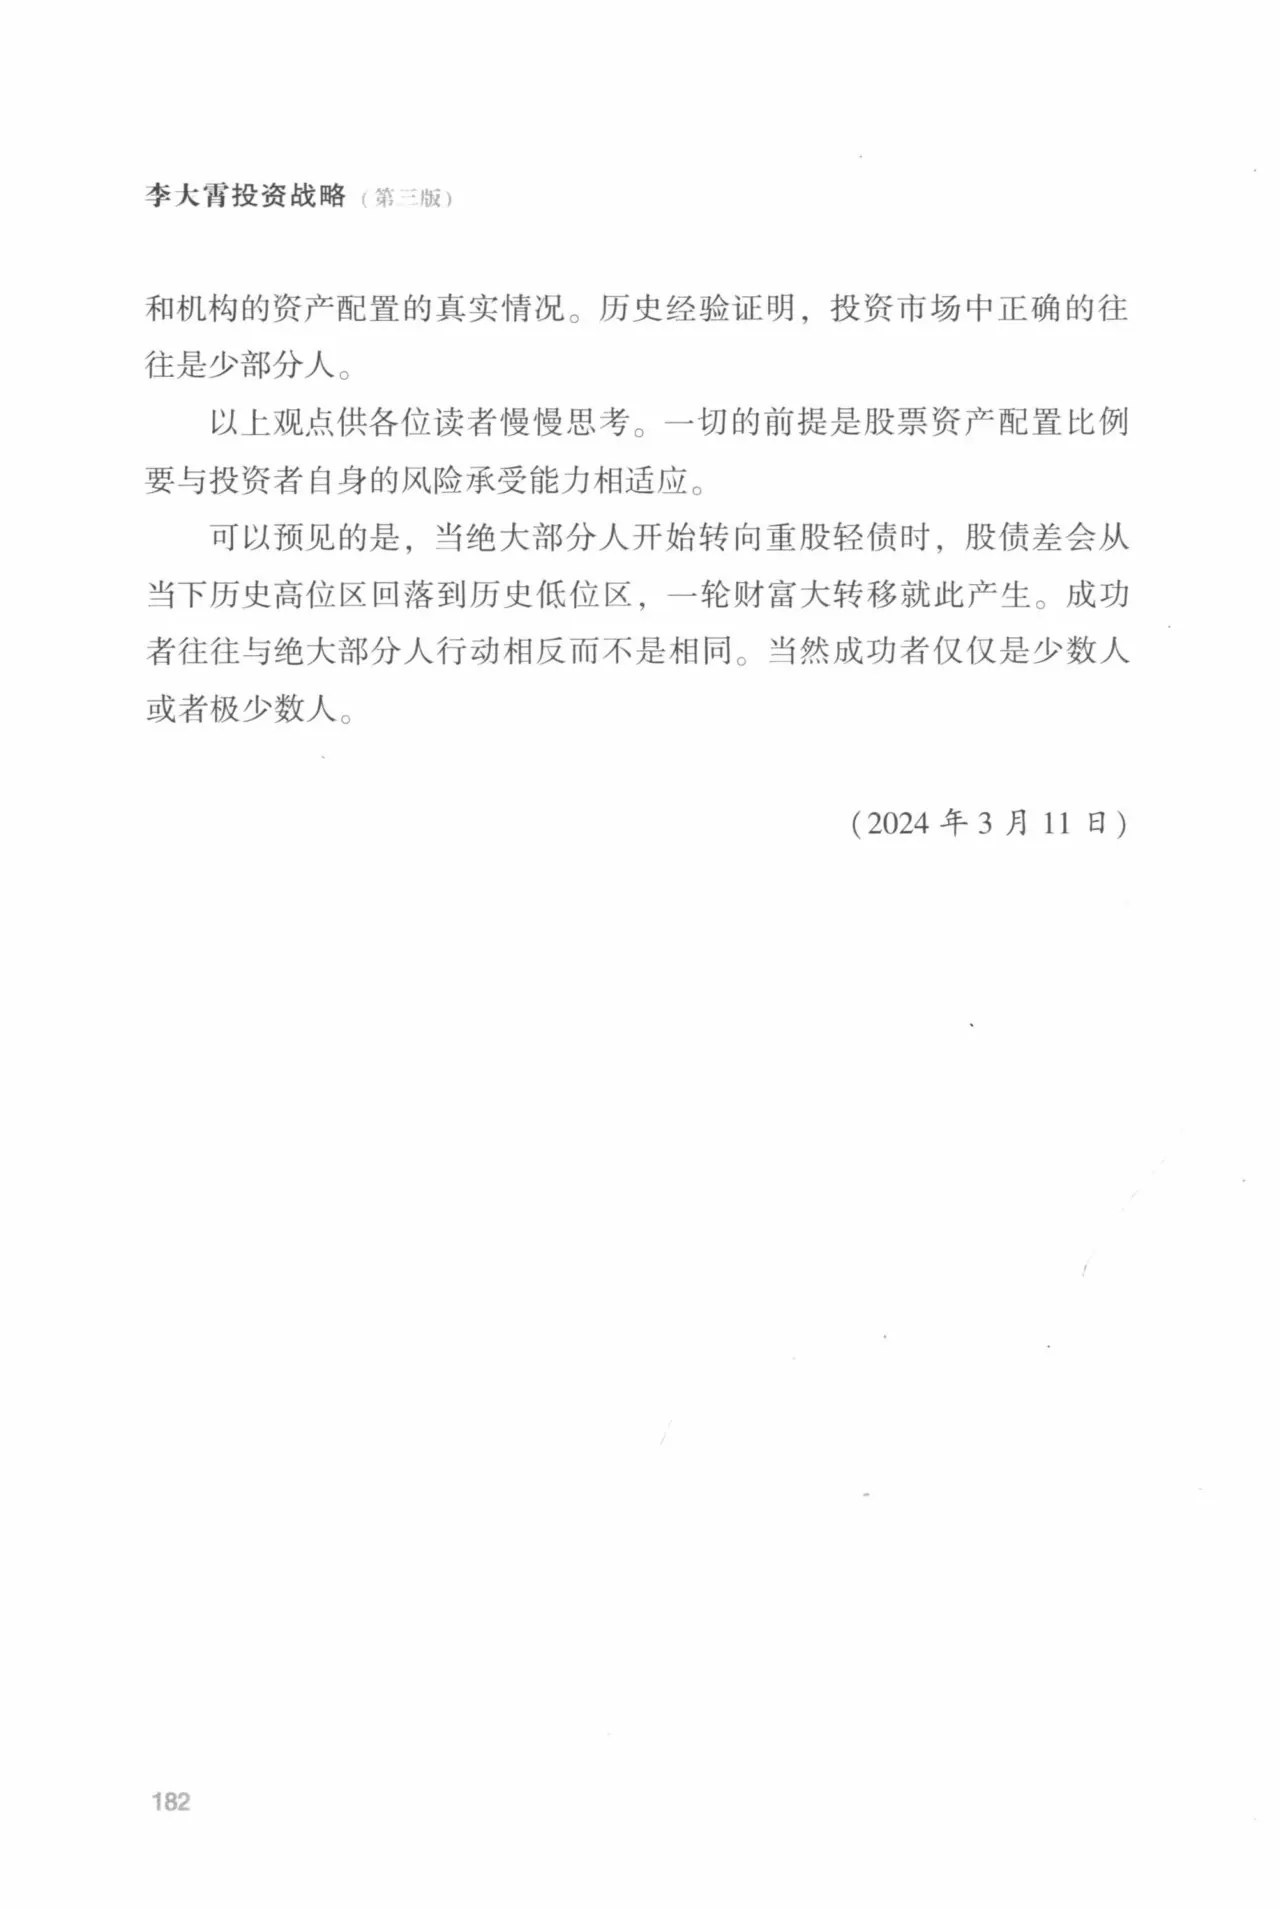 李大霄投资战略（第三版）
和机构的资产配置的真实情况。历史经验证明，投资市场中正确的往
往是少部分人。
以上观点供各位读者慢慢思考。一切的前提是股票资产配置比例
要与投资者自身的风险承受能力相适应。
可以预见的是，当绝大部分人开始转向重股轻债时，股债差会从
当下历史高位区回落到历史低位区，一轮财富大转移就此产生。成功
者往往与绝大部分人行动相反而不是相同。当然成功者仅仅是少数人
或者极少数人。
（2024 年 3 月 11 日）
182